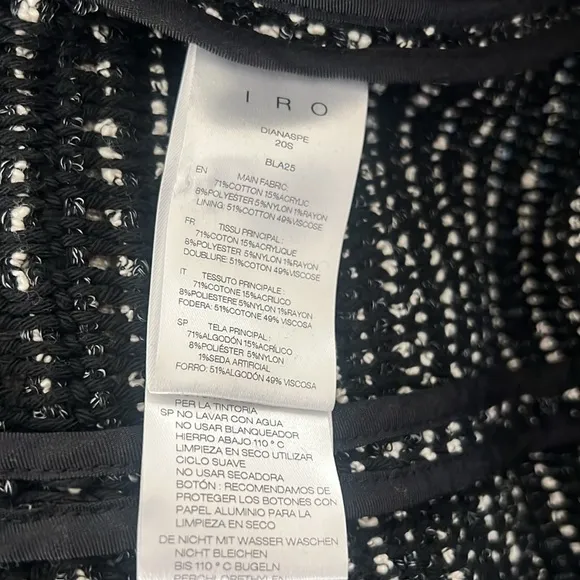 I R O
DIANASPE
20S
BLA25
EN MAIN FABRIC:
71%COTTON 15%ACRYLIC
8%POLYESTER 5%NYLON 1%RAYON
LINING: 51%COTON 49%VISCOSE
FR TISSU PRINCIPAL:
71%COTON 15%ACRYLIQUE
8%POLYESTER 5%NYLON 1%RAYON
DOUBLURE: 51%COTON 49%VISCOSE
IT TESSUTO PRINCIPALE:
71%COTONE 15%ACRILICO
8%POLIESTERE 5%NYLON 1%RAYON
FODERA: 51%COTONE 49% VISCOSA
SP TELA PRINCIPAL:
71%ALGODÓN 15%ACRÍLICO
8%POLIÉSTER 5%NYLON
1%SEDA ARTIFICIAL
FORRO: 51%ALGODÓN 49% VISCOSA
PER LA TINTORIA
SP NO LAVAR CON AGUA
NO USAR BLANQUEADOR
HIERRO ABAJO 110 ° C
LIMPIEZA EN SECO UTILIZAR
CICLO SUAVE
NO USAR SECADORA
BOTÓN : RECOMENDAMOS DE
PROTEGER LOS BOTONES CON
PAPEL ALUMINIO PARA LA
LIMPIEZA EN SECO
DE NICHT MIT WASSER WASCHEN
NICHT BLEICHEN
BIS 110 ° C BUGELN
PERCHLORETHYLEN